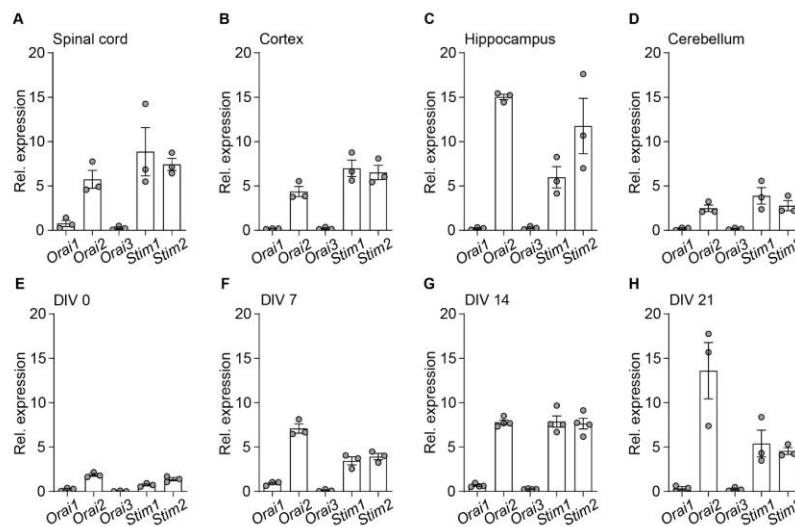 A Spinal cord
Rel. expression
20
15
10
5
0
Orai1 Orai2 Orai3 Stim1 Stim2
B Cortex
Rel. expression
20
15
10
5
0
Orai1 Orai2 Orai3 Stim1 Stim2
C Hippocampus
Rel. expression
20
15
10
5
0
Orai1 Orai2 Orai3 Stim1 Stim2
D Cerebellum
Rel. expression
20
15
10
5
0
Orai1 Orai2 Orai3 Stim1 Stim2
E DIV 0
Rel. expression
20
15
10
5
0
Orai1 Orai2 Orai3 Stim1 Stim2
F DIV 7
Rel. expression
20
15
10
5
0
Orai1 Orai2 Orai3 Stim1 Stim2
G DIV 14
Rel. expression
20
15
10
5
0
Orai1 Orai2 Orai3 Stim1 Stim2
H DIV 21
Rel. expression
20
15
10
5
0
Orai1 Orai2 Orai3 Stim1 Stim2